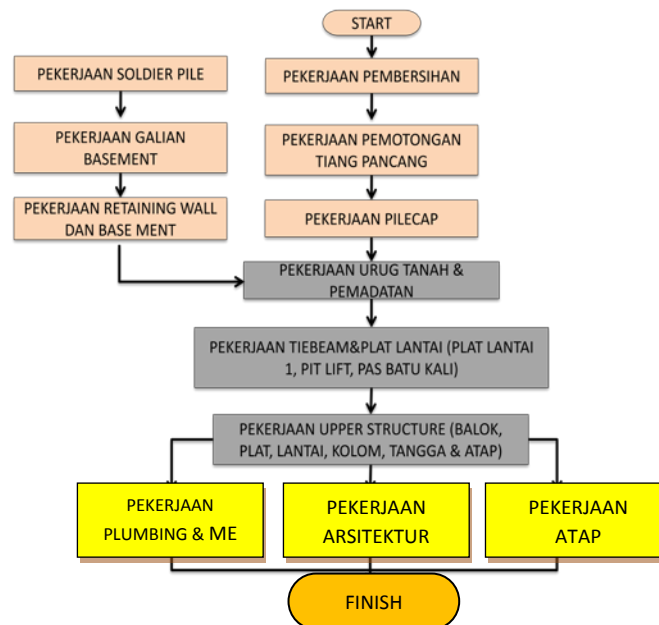 START
PEKERJAAN SOLDIER PILE
PEKERJAAN PEMBERSIHAN
PEKERJAAN GALIAN
BASEMENT
PEKERJAAN PEMOTONGAN
TIANG PANCANG
PEKERJAAN RETAINING WALL
DAN BASE MENT
PEKERJAAN PILECAP
PEKERJAAN URUG TANAH &
PEMADATAN
PEKERJAAN TIEBEAM&PLAT LANTAI (PLAT LANTAI
1, PIT LIFT, PAS BATU KALI)
PEKERJAAN UPPER STRUCTURE (BALOK,
PLAT, LANTAI, KOLOM, TANGGA & ATAP)
PEKERJAAN
PLUMBING & ME
PEKERJAAN
ARSITEKTUR
PEKERJAAN
ATAP
FINISH